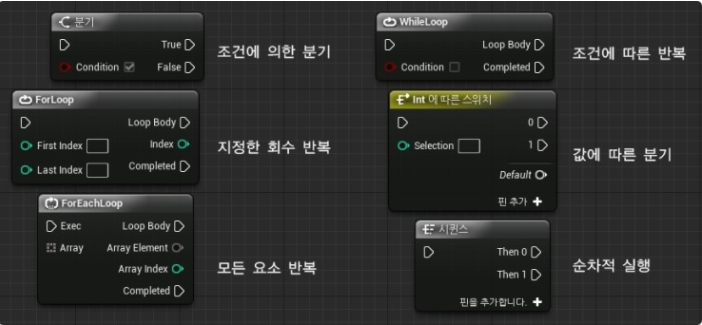 분기
True
Condition
False
조건에 의한 분기
WhileLoop
Loop Body
Condition
Completed
조건에 따른 반복
ForLoop
Loop Body
First Index
Index
Last Index
Completed
지정한 회수 반복
Int 에 따른 스위치
0
Selection
1
Default
핀 추가 +
값에 따른 분기
ForEachLoop
Exec
Loop Body
Array
Array Element
Array Index
Completed
모든 요소 반복
시퀀스
Then 0
Then 1
핀을 추가합니다. +
순차적 실행